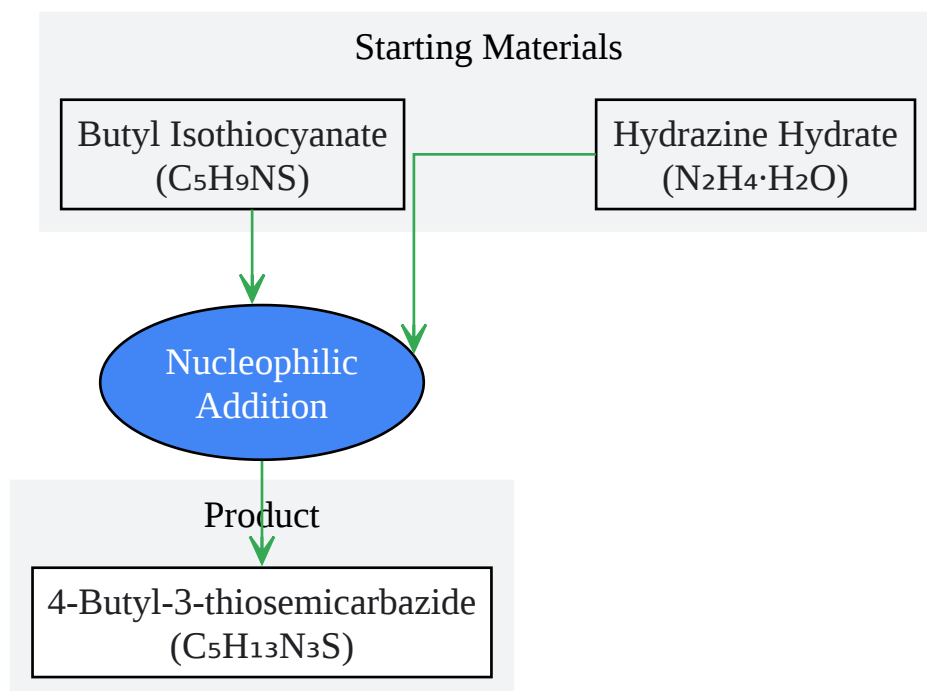 Starting Materials
Butyl Isothiocyanate
(C₅H₉NS)
Hydrazine Hydrate
(N₂H₄·H₂O)
Nucleophilic
Addition
Product
4-Butyl-3-thiosemicarbazide
(C₅H₁₃N₃S)